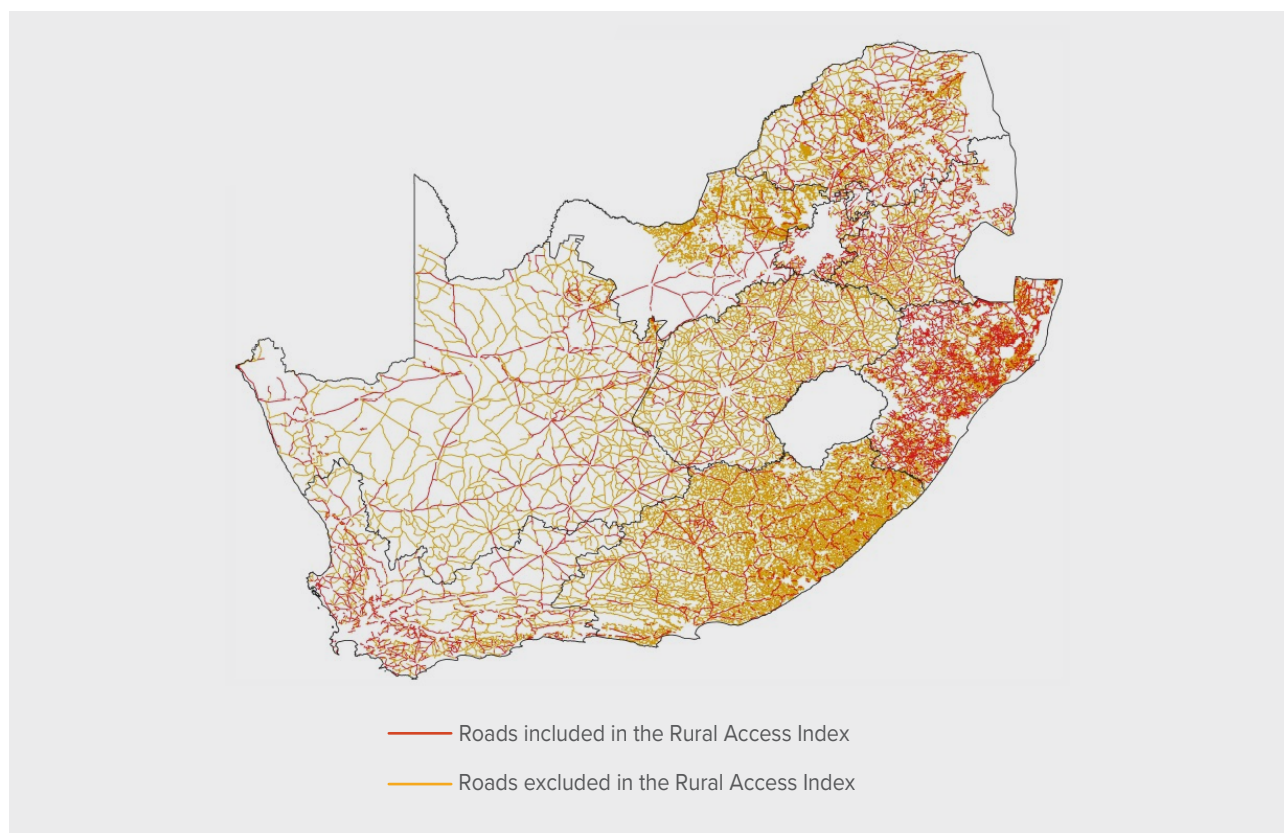 Roads included in the Rural Access Index
Roads excluded in the Rural Access Index